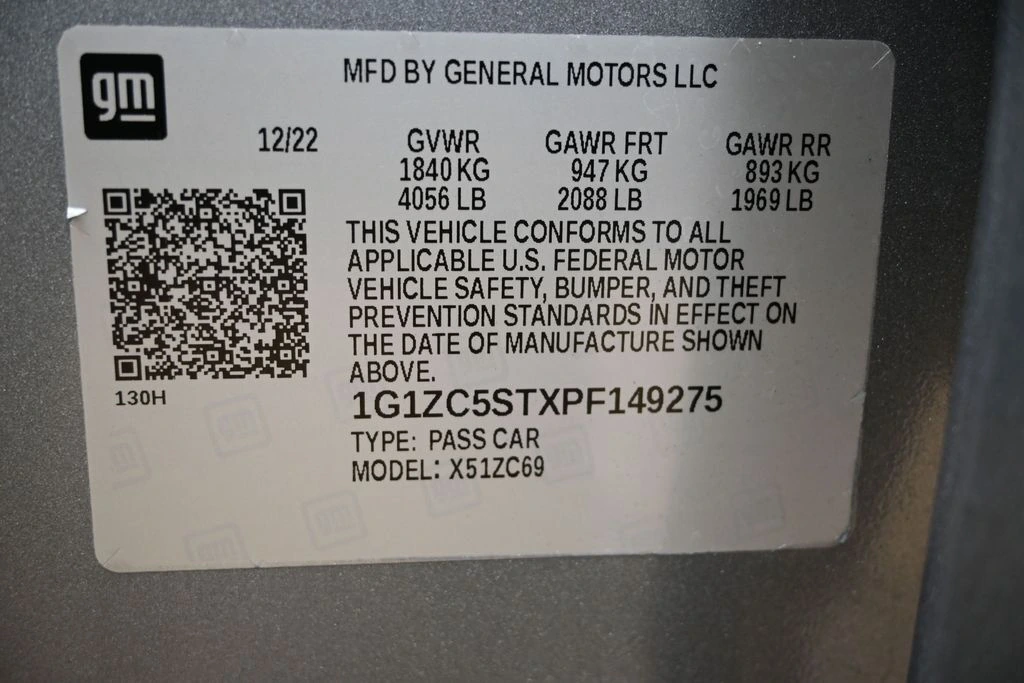 gm
MFD BY GENERAL MOTORS LLC
12/22 GVWR GAWR FRT GAWR RR
1840 KG 947 KG 893 KG
4056 LB 2088 LB 1969 LB
THIS VEHICLE CONFORMS TO ALL
APPLICABLE U.S. FEDERAL MOTOR
VEHICLE SAFETY, BUMPER, AND THEFT
PREVENTION STANDARDS IN EFFECT ON
THE DATE OF MANUFACTURE SHOWN
ABOVE.
130H
1G1ZC5STXPF149275
TYPE: PASS CAR
MODEL: X51ZC69